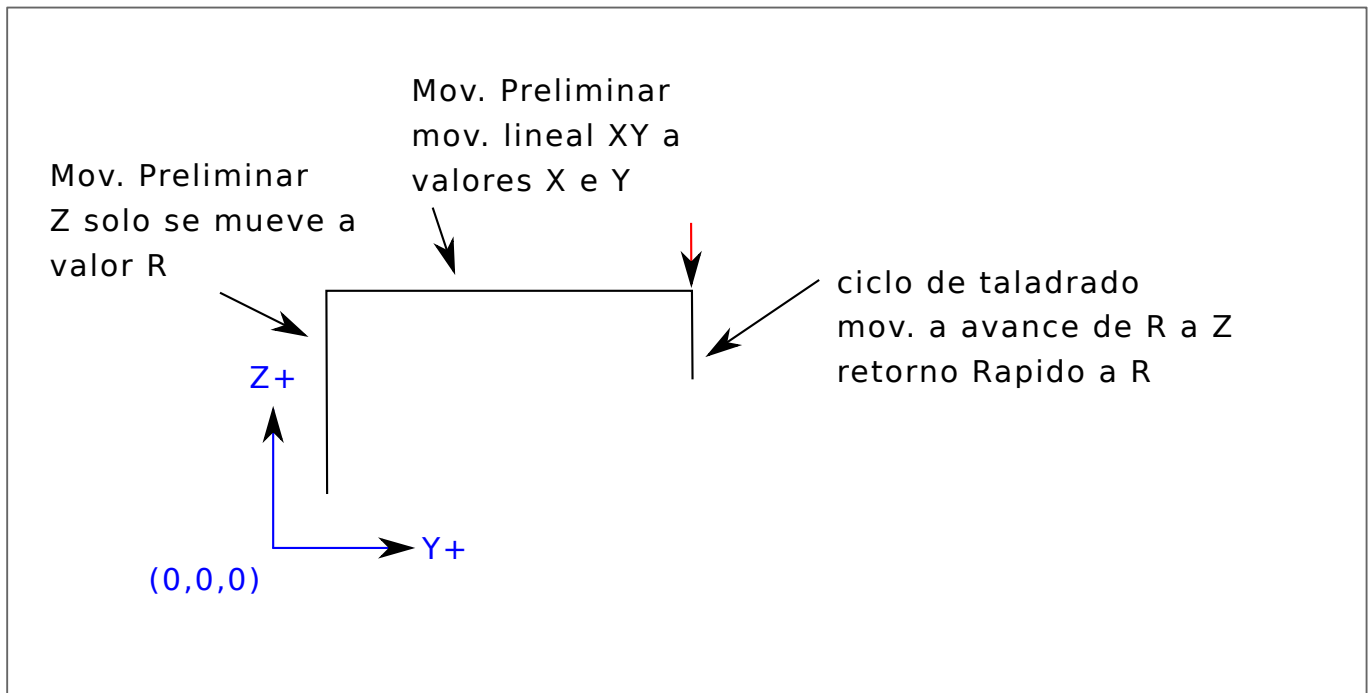 Mov. Preliminar
mov. lineal XY a
valores X e Y
Mov. Preliminar
Z solo se mueve a
valor R
ciclo de taladrado
mov. a avance de R a Z
retorno Rapido a R
Z+
Y+
(0,0,0)